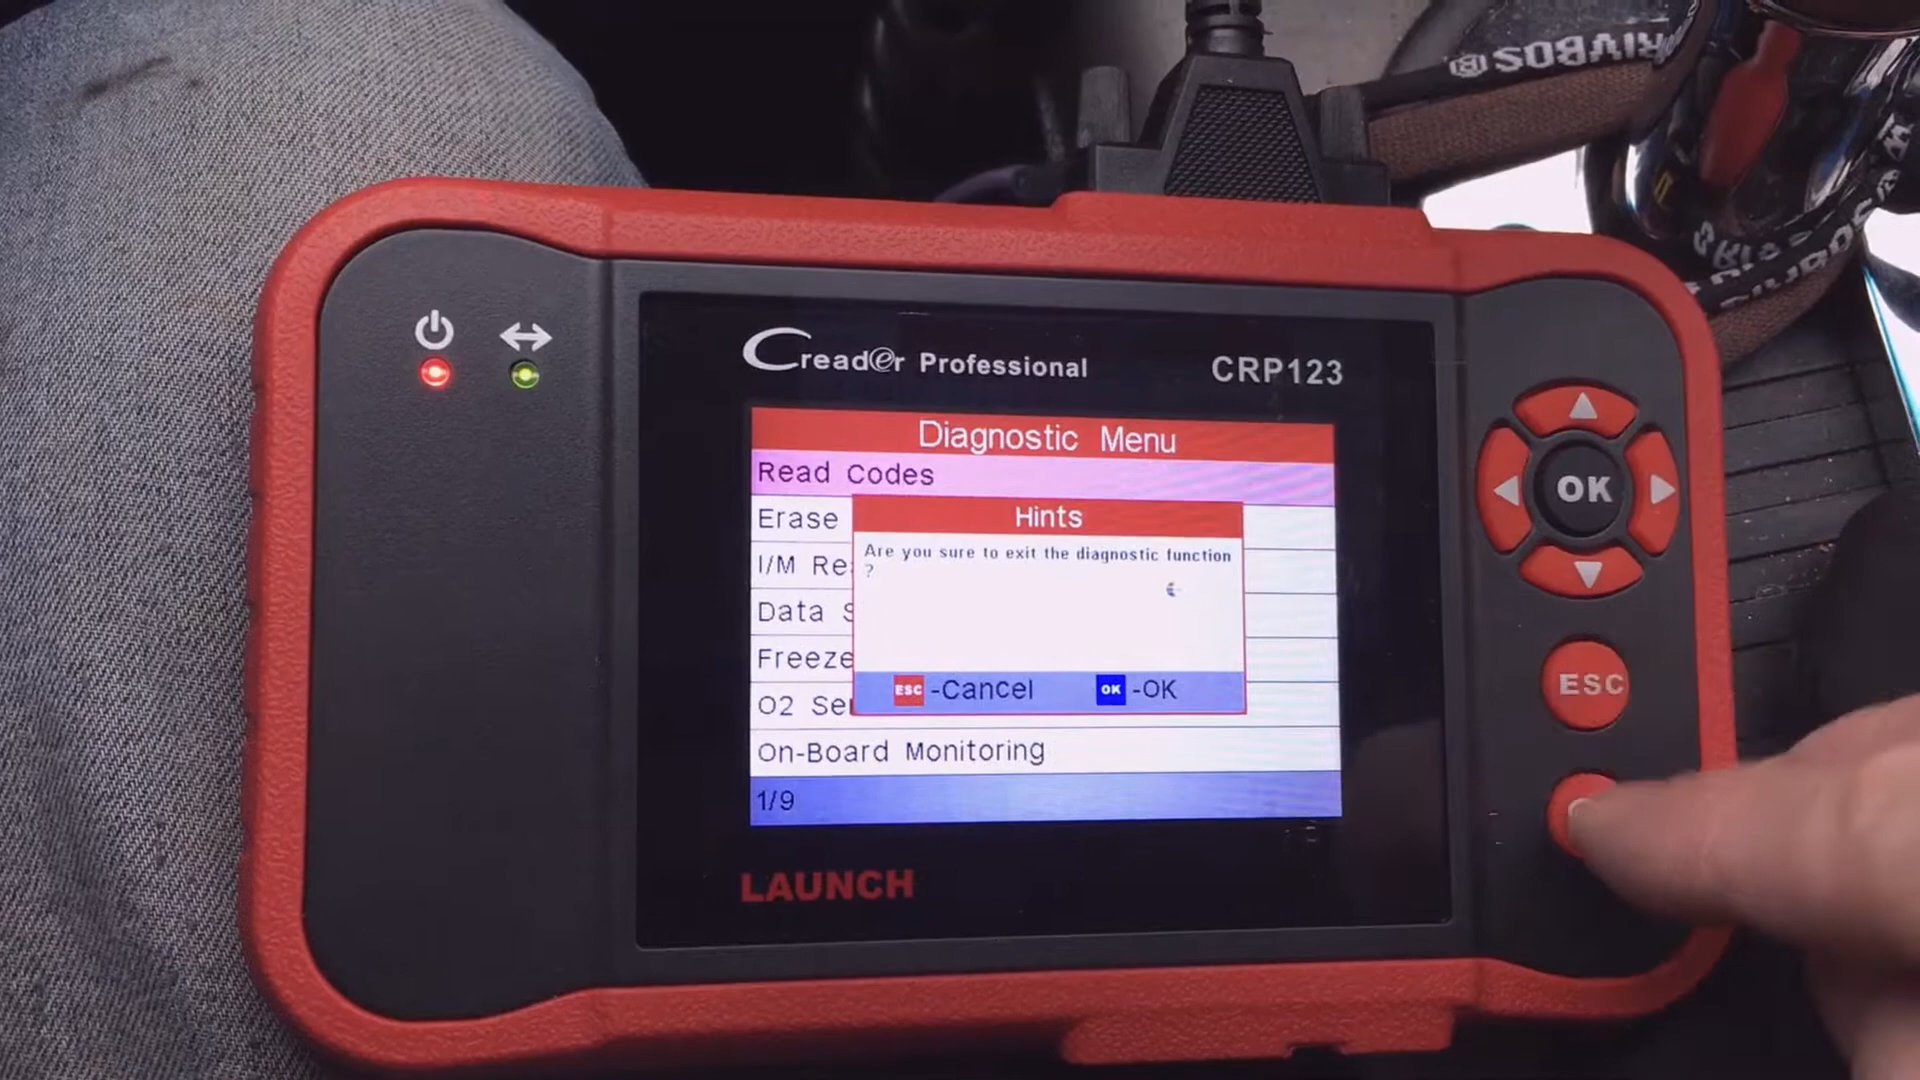 RIVBOS®
Creader Professional
CRP123
Diagnostic Menu
Read Codes
Erase
I/M Re
Data S
Freeze
O2 Se
On-Board Monitoring
1/9
Hints
Are you sure to exit the diagnostic function
?
ESC -Cancel
OK -OK
OK
ESC
LAUNCH